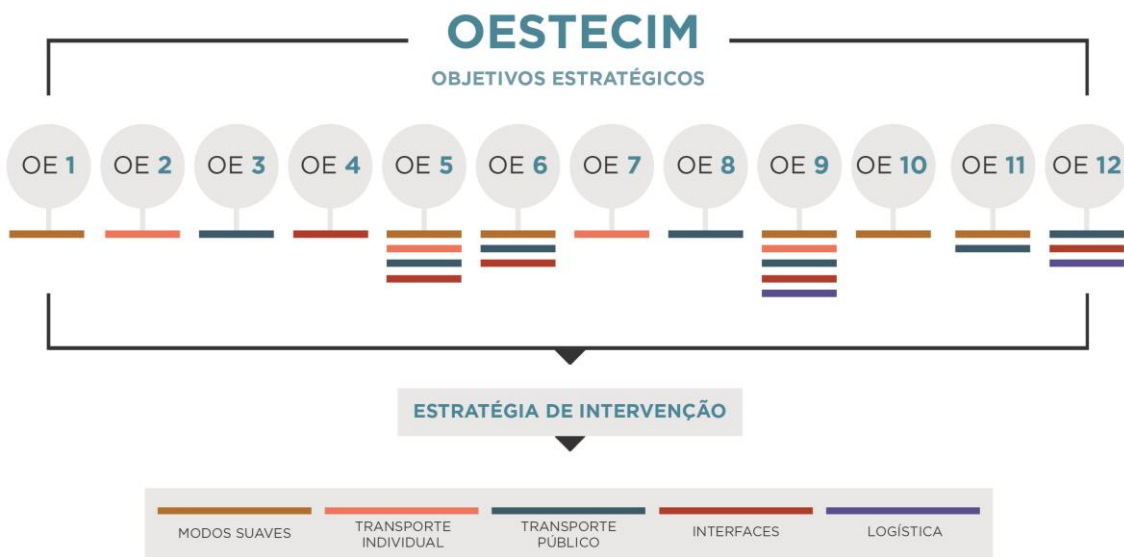 OESTECIM
OBJETIVOS ESTRATÉGICOS
OE 1 OE 2 OE 3 OE 4 OE 5 OE 6 OE 7 OE 8 OE 9 OE 10 OE 11 OE 12
ESTRATÉGIA DE INTERVENÇÃO
MODOS SUAVES
TRANSPORTE
INDIVIDUAL
TRANSPORTE
PÚBLICO
INTERFACES
LOGÍSTICA